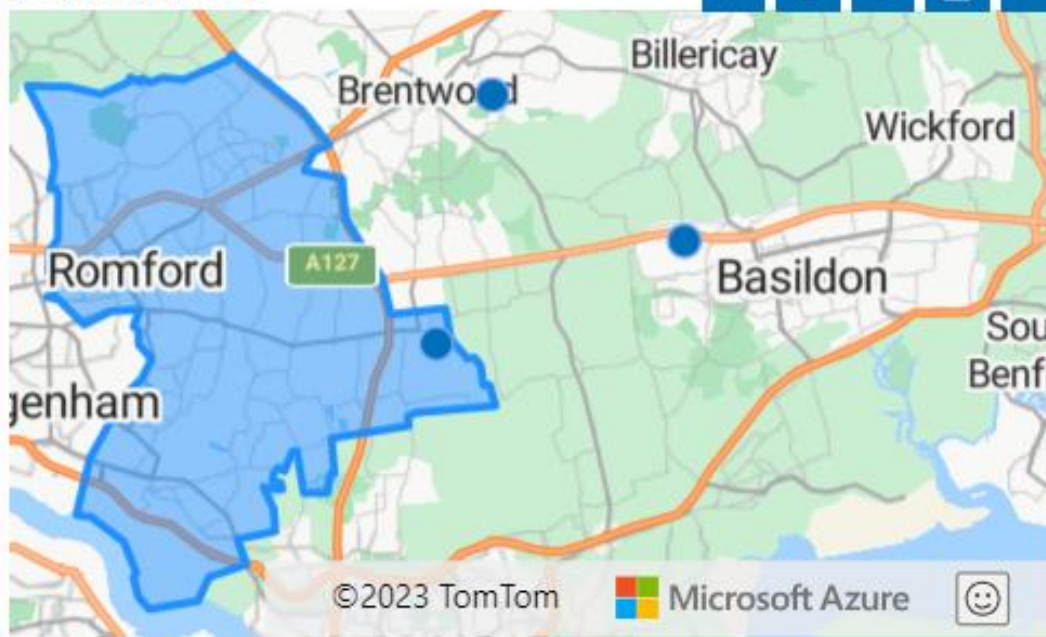 Billericay
Brentwood
Wickford
A127
Romford
Basildon
Sou
Benf
genham
©2023 TomTom
Microsoft Azure